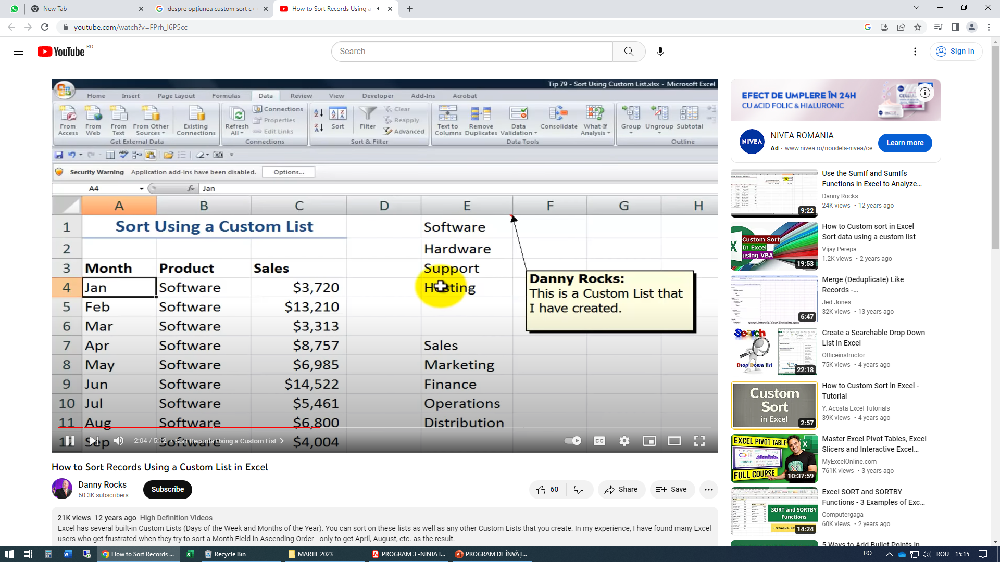 New Tab
despre opțiunea custom sort c++
How to Sort Records Using a
youtube.com/watch?v=FPrh_I6P5cc
YouTube RO
Search
Sign in
Tip 79 - Sort Using Custom List.xlsx - Microsoft Excel
Home Insert Page Layout Formulas Data Review View Developer Add-Ins Acrobat
From Access
From Web
From Text
From Other Sources
Existing Connections
Get External Data
Refresh All
Connections
Properties
Edit Links
Connections
Sort
Filter
Clear
Reapply
Advanced
Sort & Filter
Text to Columns
Remove Duplicates
Data Validation
Consolidate
What-If Analysis
Data Tools
Group
Ungroup
Subtotal
Outline
Security Warning Application add-ins have been disabled. Options...
A4 fx Jan
A B C D E F G H
1 Sort Using a Custom List Software
2 Hardware
3 Month Product Sales Support
4 Jan Software $3,720 Hosting
5 Feb Software $13,210
6 Mar Software $3,313
7 Apr Software $8,757 Sales
8 May Software $6,985 Marketing
9 Jun Software $14,522 Finance
10 Jul Software $5,461 Operations
11 Aug Software $6,800 Distribution
12 Sep Software $4,004
Danny Rocks:
This is a Custom List that
I have created.
2:04 / 5:12 • Sort Records Using a Custom List
CC
How to Sort Records Using a Custom List in Excel
Danny Rocks
60.3K subscribers
Subscribe
60
Share
Save
21K views 12 years ago High Definition Videos
Excel has several built-in Custom Lists (Days of the Week and Months of the Year). You can sort on these lists as well as any other Custom Lists that you create. In my experience, I have found many Excel
users who get frustrated when they try to sort a Month Field in Ascending Order - only to get April, August, etc. as the result.
EFECT DE UMPLERE ÎN 24H
CU ACID FOLIC & HIALURONIC
NIVEA
NIVEA ROMANIA
Ad • www.nivea.ro/noudela-nivea/ce
Learn more
9:22
Use the SumIf and SumIfs
Functions in Excel to Analyze...
Danny Rocks
24K views • 12 years ago
Custom Sort
In Excel
using VBA
19:53
How to Custom sort in Excel
Sort data using a custom list
Vijay Perepa
1.2K views • 2 years ago
6:47
Merge (Deduplicate) Like
Records -...
Jed Jones
32K views • 13 years ago
Search
Drop Down List
22:18
Create a Searchable Drop Down
List in Excel
Officeinstructor
75K views • 4 years ago
Custom
Sort
in Excel
2:57
How to Custom Sort in Excel -
Tutorial
Y. Acosta Excel Tutorials
39K views • 4 years ago
EXCEL PIVOT TABLE
FULL COURSE
10:37:59
Master Excel Pivot Tables, Excel
Slicers and Interactive Excel...
MyExcelOnline.com
761K views • 3 years ago
SORT and SORTBY
Functions
14:24
Excel SORT and SORTBY
Functions - 3 Examples of Exc...
Computergaga
60K views • 2 years ago
5 Ways to Add Bullet Points in
How to Sort Records ...
Recycle Bin
MARTIE 2023
PROGRAM 3 -NINJA I...
PROGRAM DE ÎNVĂȚ...
RO
ROU
15:15